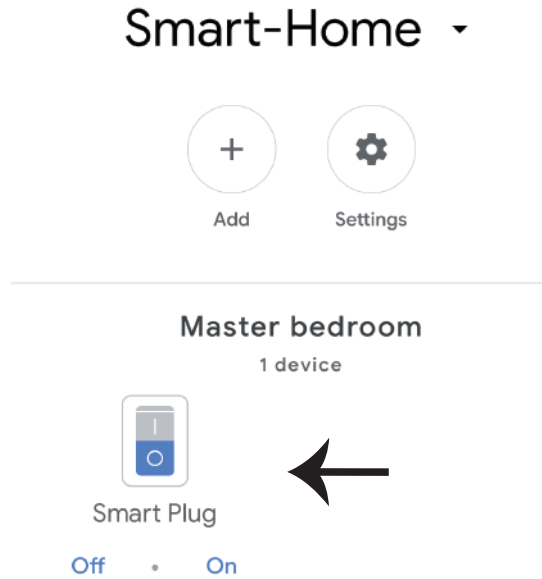 Smart-Home
Add
Settings
Master bedroom
1 device
Smart Plug
Off • On